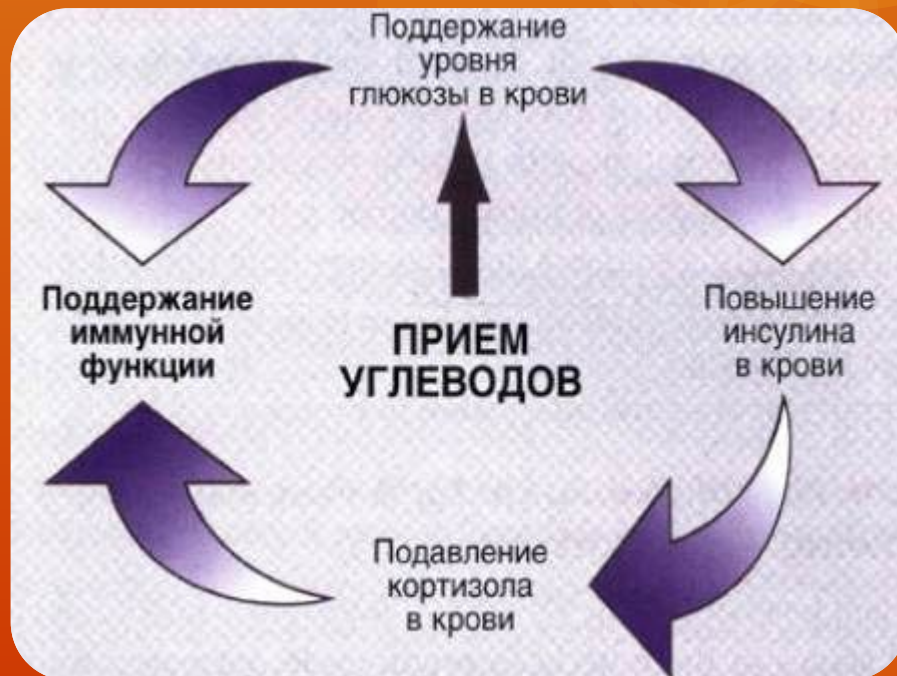 Поддержание
уровня
глюкозы в крови
Поддержание
иммунной
функции
ПРИЕМ
УГЛЕВОДОВ
Повышение
инсулина
в крови
Подавление
кортизола
в крови